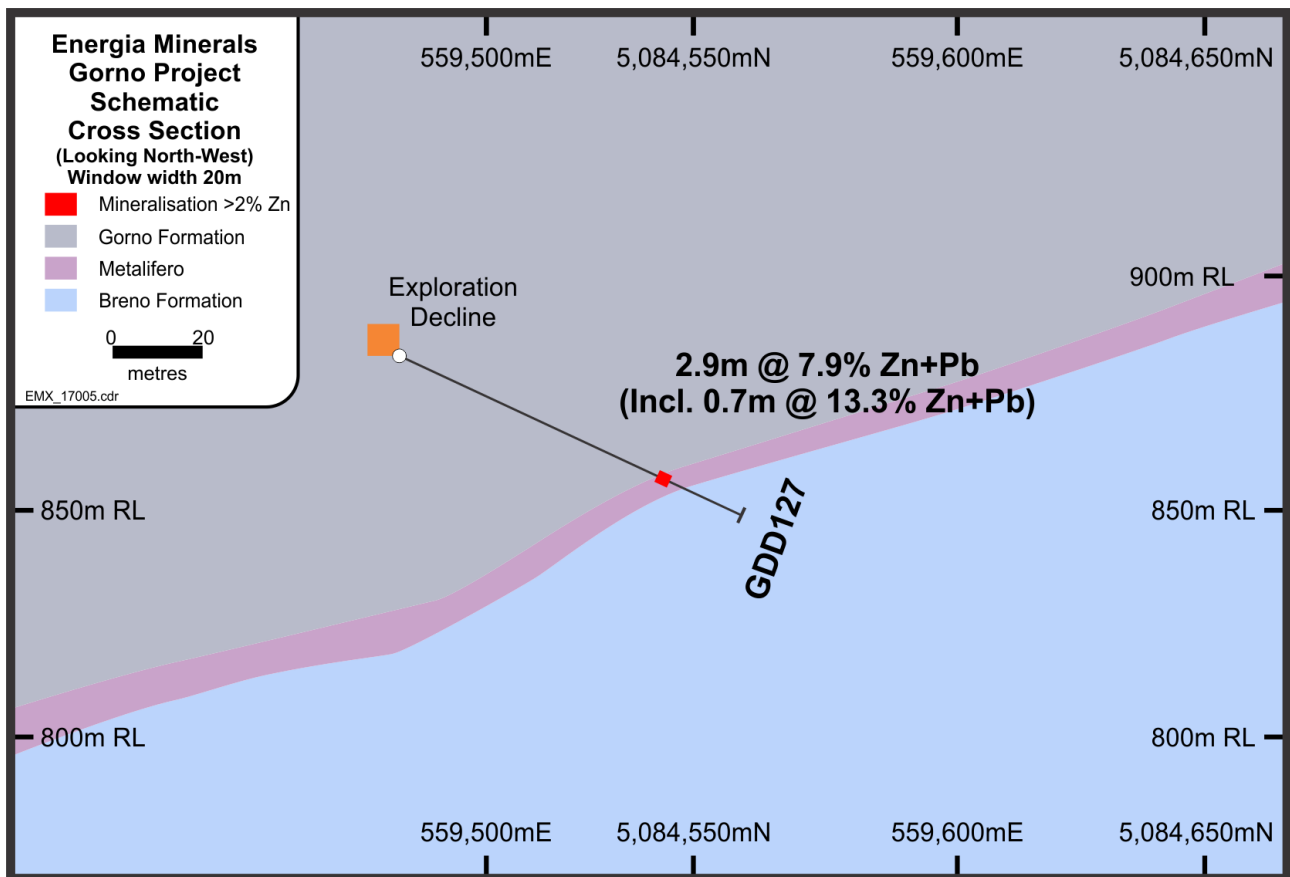 Energia Minerals
Gorno Project
Schematic
Cross Section
(Looking North-West)
Window width 20m
Mineralisation >2% Zn
Gorno Formation
Metalifero
Breno Formation
0 20
metres
EMX_17005.cdr
559,500mE 5,084,550mN 559,600mE 5,084,650mN
900m RL
Exploration
Decline
2.9m @ 7.9% Zn+Pb
(Incl. 0.7m @ 13.3% Zn+Pb)
GDD127
850m RL 850m RL
800m RL 800m RL
559,500mE 5,084,550mN 559,600mE 5,084,650mN